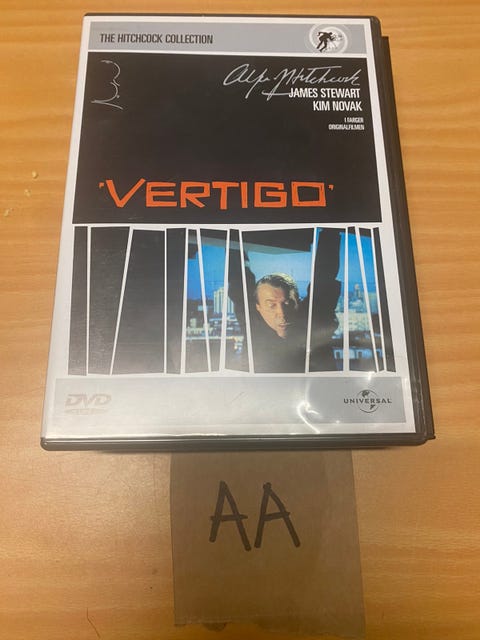 THE HITCHCOCK COLLECTION
Alfred Hitchcock
JAMES STEWART
KIM NOVAK
I FARGER
ORIGINALFILMEN
'VERTIGO'
DVD
UNIVERSAL
AA